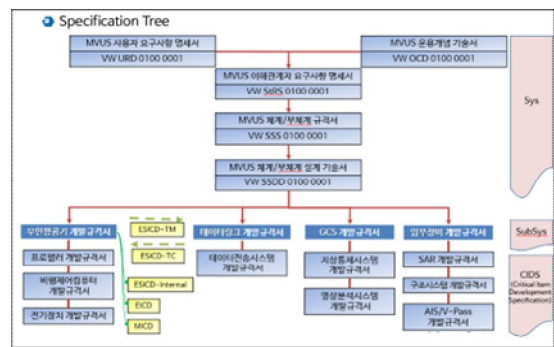 Specification Tree
MVUS 사용자 요구사항 명세서
VW URD 0100 0001
MVUS 운용개념 기술서
VW OCD 0100 0001
MVUS 이해관계자 요구사항 명세서
VW StRS 0100 0001
MVUS 체계/부체계 규격서
VW SSS 0100 0001
MVUS 체계/부체계 설계 기술서
VW SSDD 0100 0001
Sys
무인항공기 개발규격서
ESICD-TM
ESICD-TC
데이터링크 개발규격서
GCS 개발규격서
임무장비 개발규격서
SubSys
프로펠러 개발규격서
비행제어컴퓨터
개발규격서
전기장치 개발규격서
ESICD-Internal
EICD
MICD
데이터전송시스템
개발규격서
지상통제시스템
개발규격서
영상분석시스템
개발규격서
SAR 개발규격서
구조시스템 개발규격서
AIS/V-Pass
개발규격서
CIDS
(Critical Item
Development
Specification)